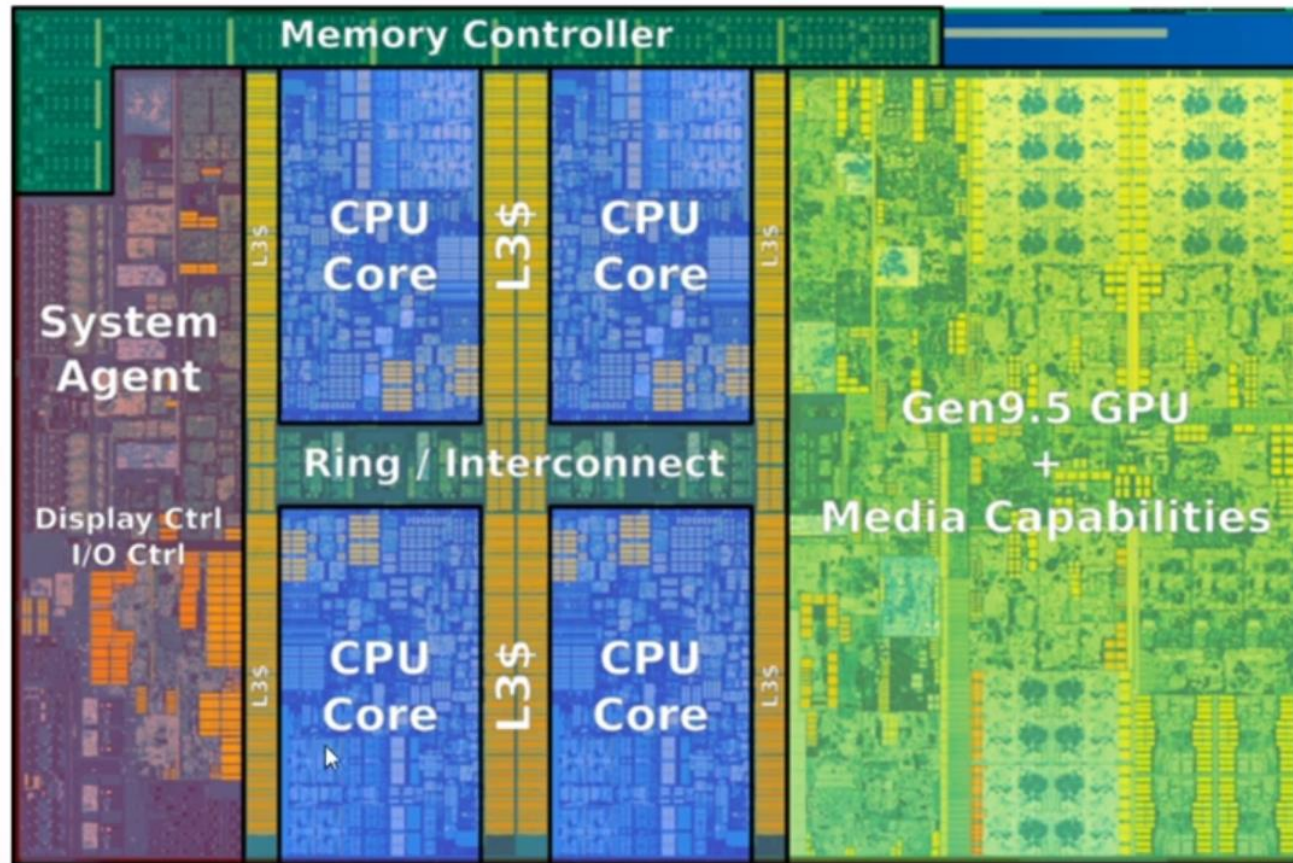 Memory Controller
CPU
Core
CPU
Core
L3$
L3$
L3$
System
Agent
Display Ctrl
I/O Ctrl
Ring / Interconnect
Gen9.5 GPU
+
Media Capabilities
CPU
Core
CPU
Core
L3$
L3$
L3$